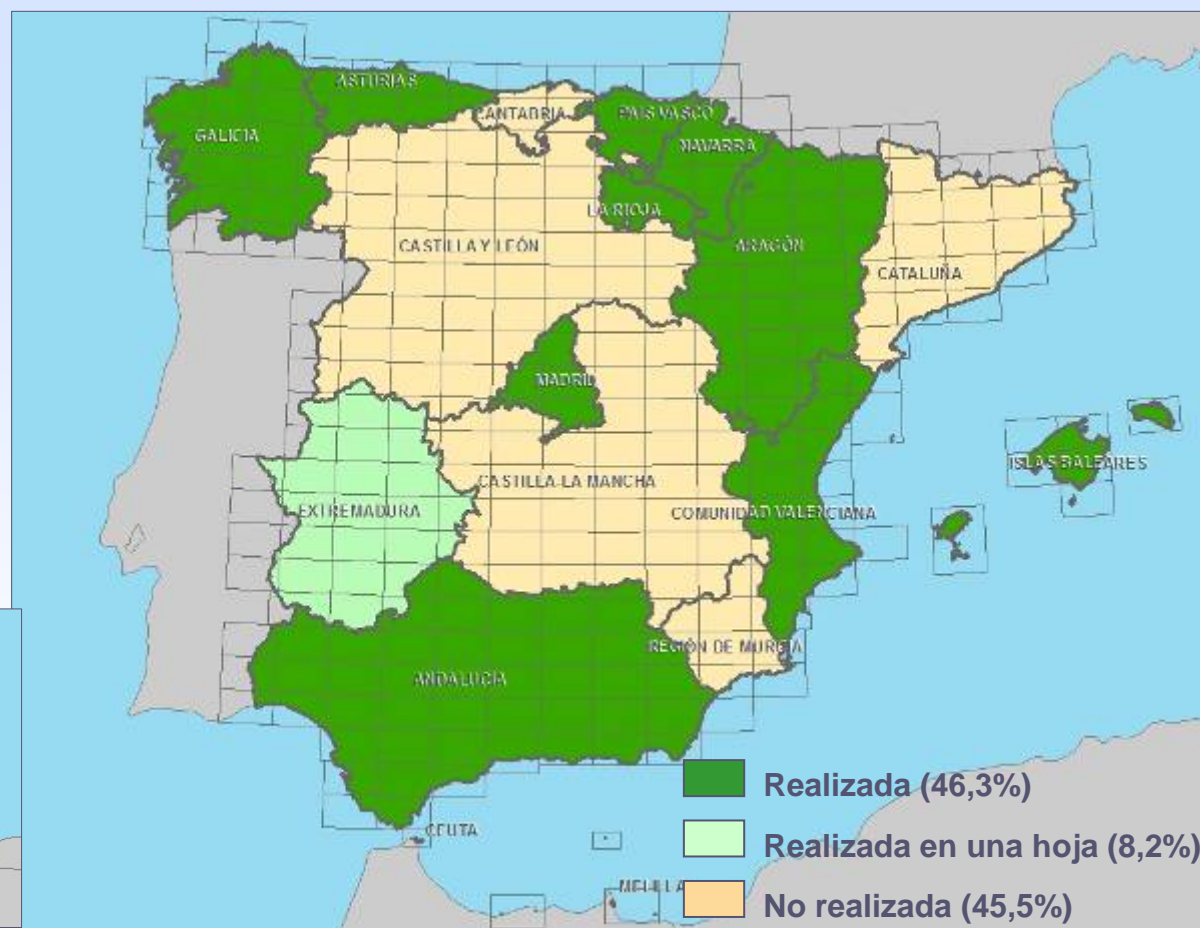 ASTURIAS
CANTABRIA
PAIS VASCO
GALICIA
NAVARRA
LA RIOJA
CASTILLA Y LEÓN
ARAGÓN
CATALUÑA
MADRID
ISLAS BALEARES
CASTILLA-LA MANCHA
EXTREMADURA
COMUNIDAD VALENCIANA
REGIÓN DE MURCIA
ANDALUCIA
Realizada (46,3%)
CEUTA
Realizada en una hoja (8,2%)
MELILLA
No realizada (45,5%)